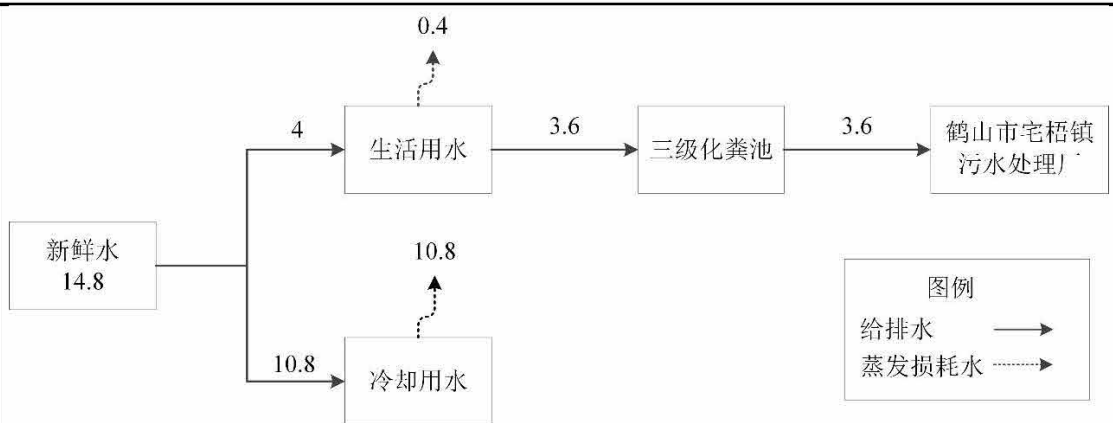 0.4
4
生活用水
3.6
三级化粪池
3.6
鹤山市宅梧镇
污水处理厂
新鲜水
14.8
10.8
10.8
冷却用水
图例
给排水
蒸发损耗水